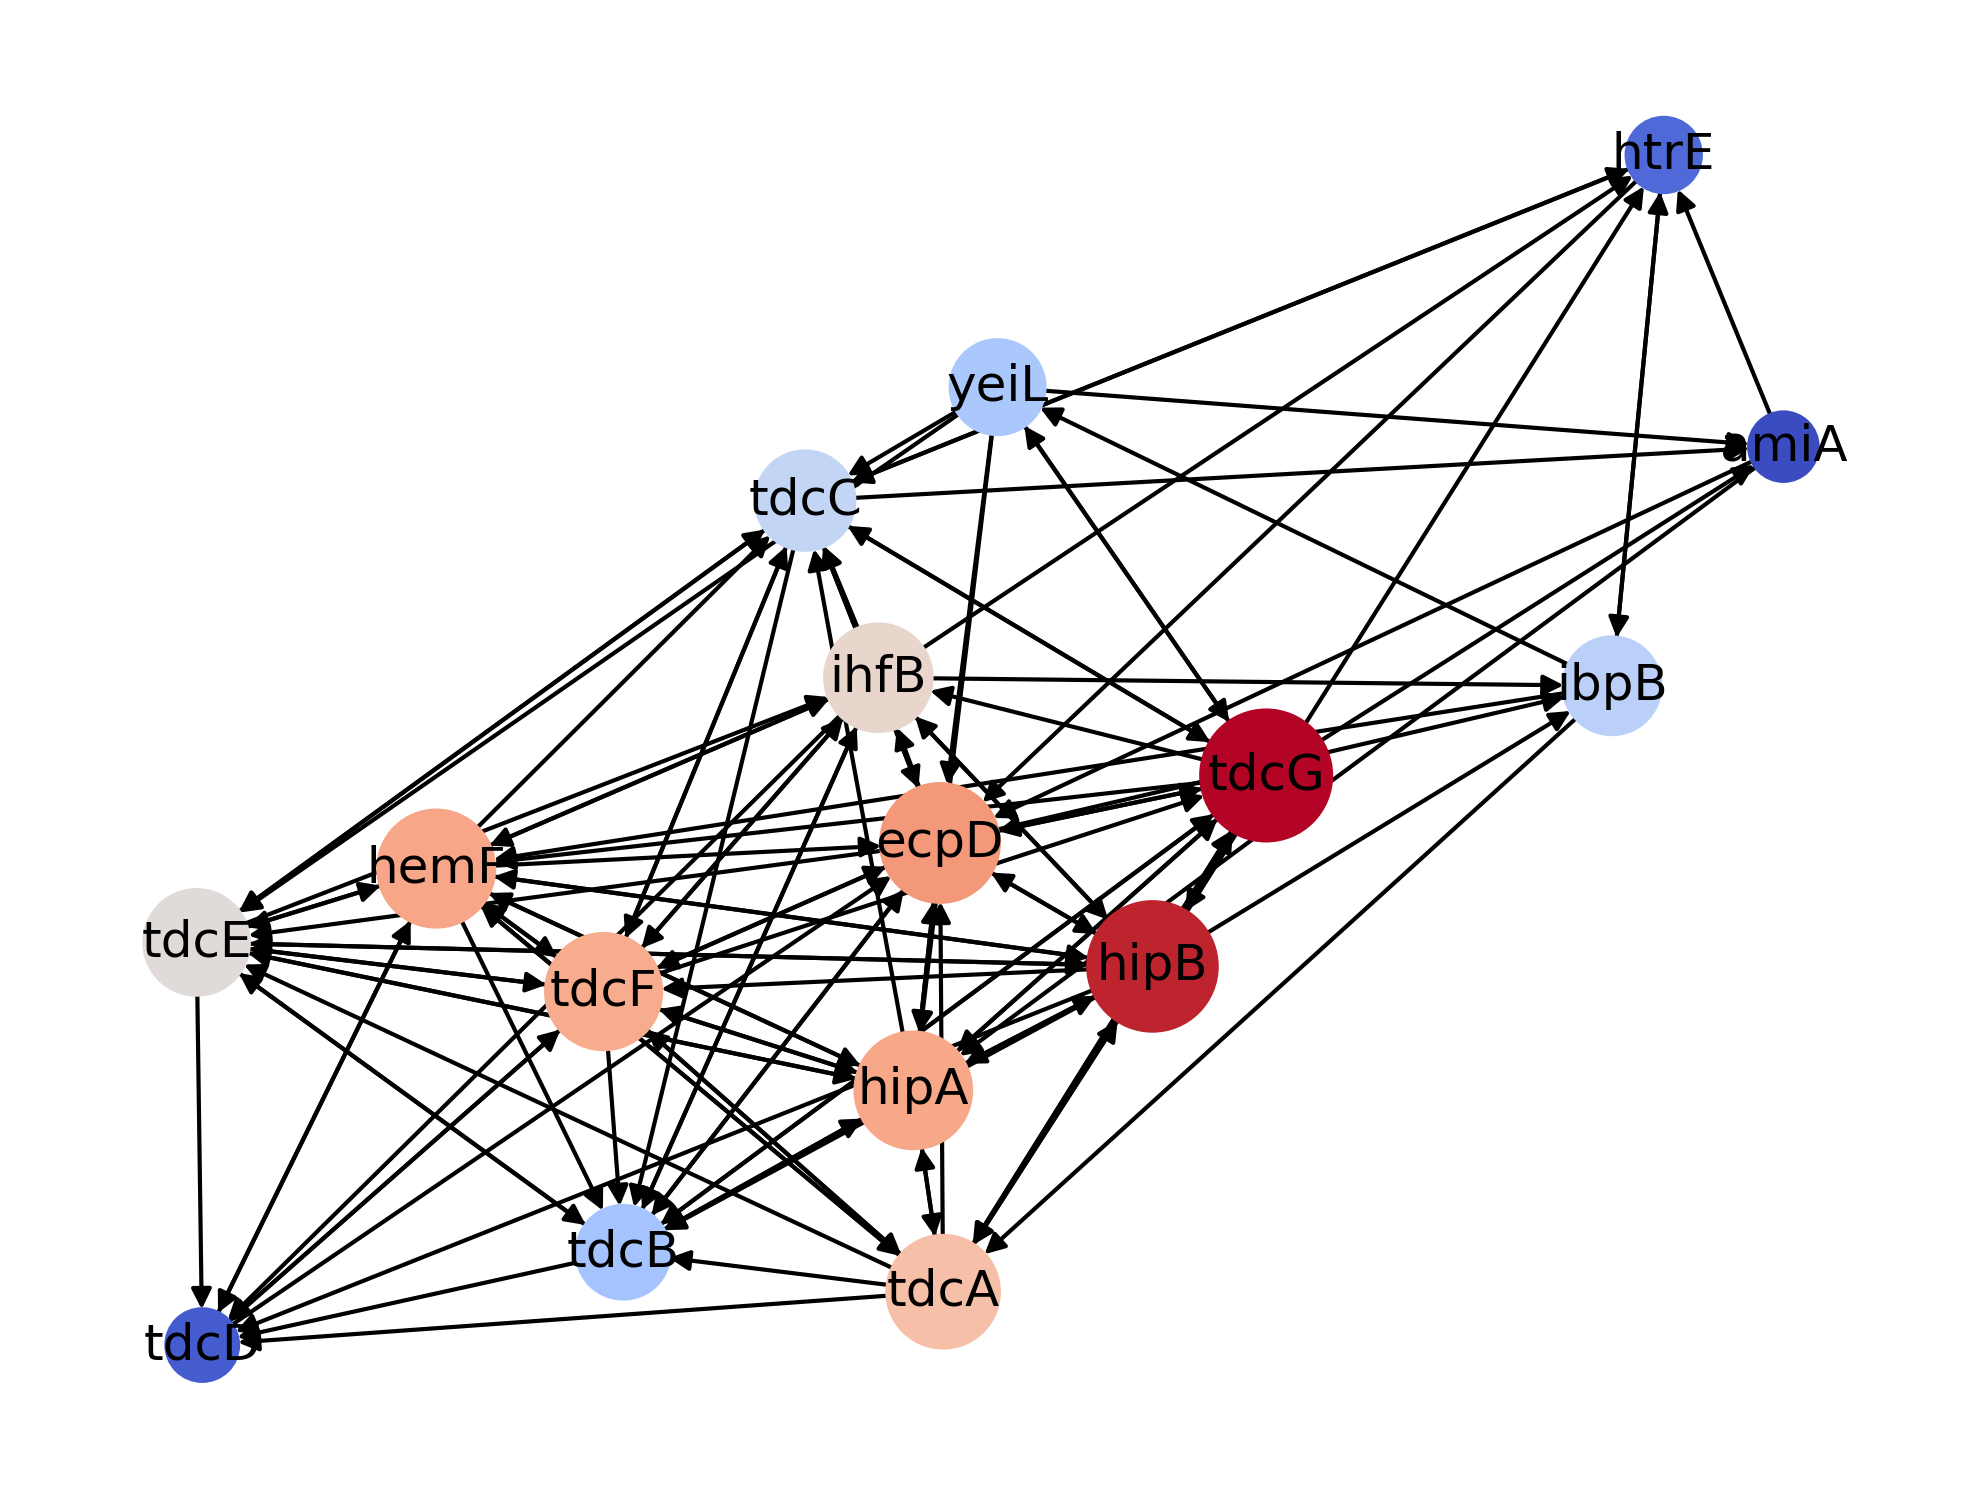 htrE
yeiL
amiA
tdcC
ihfB
ibpB
tdcG
ecpD
hemF
tdcE
hipB
tdcF
hipA
tdcB
tdcA
tdcD